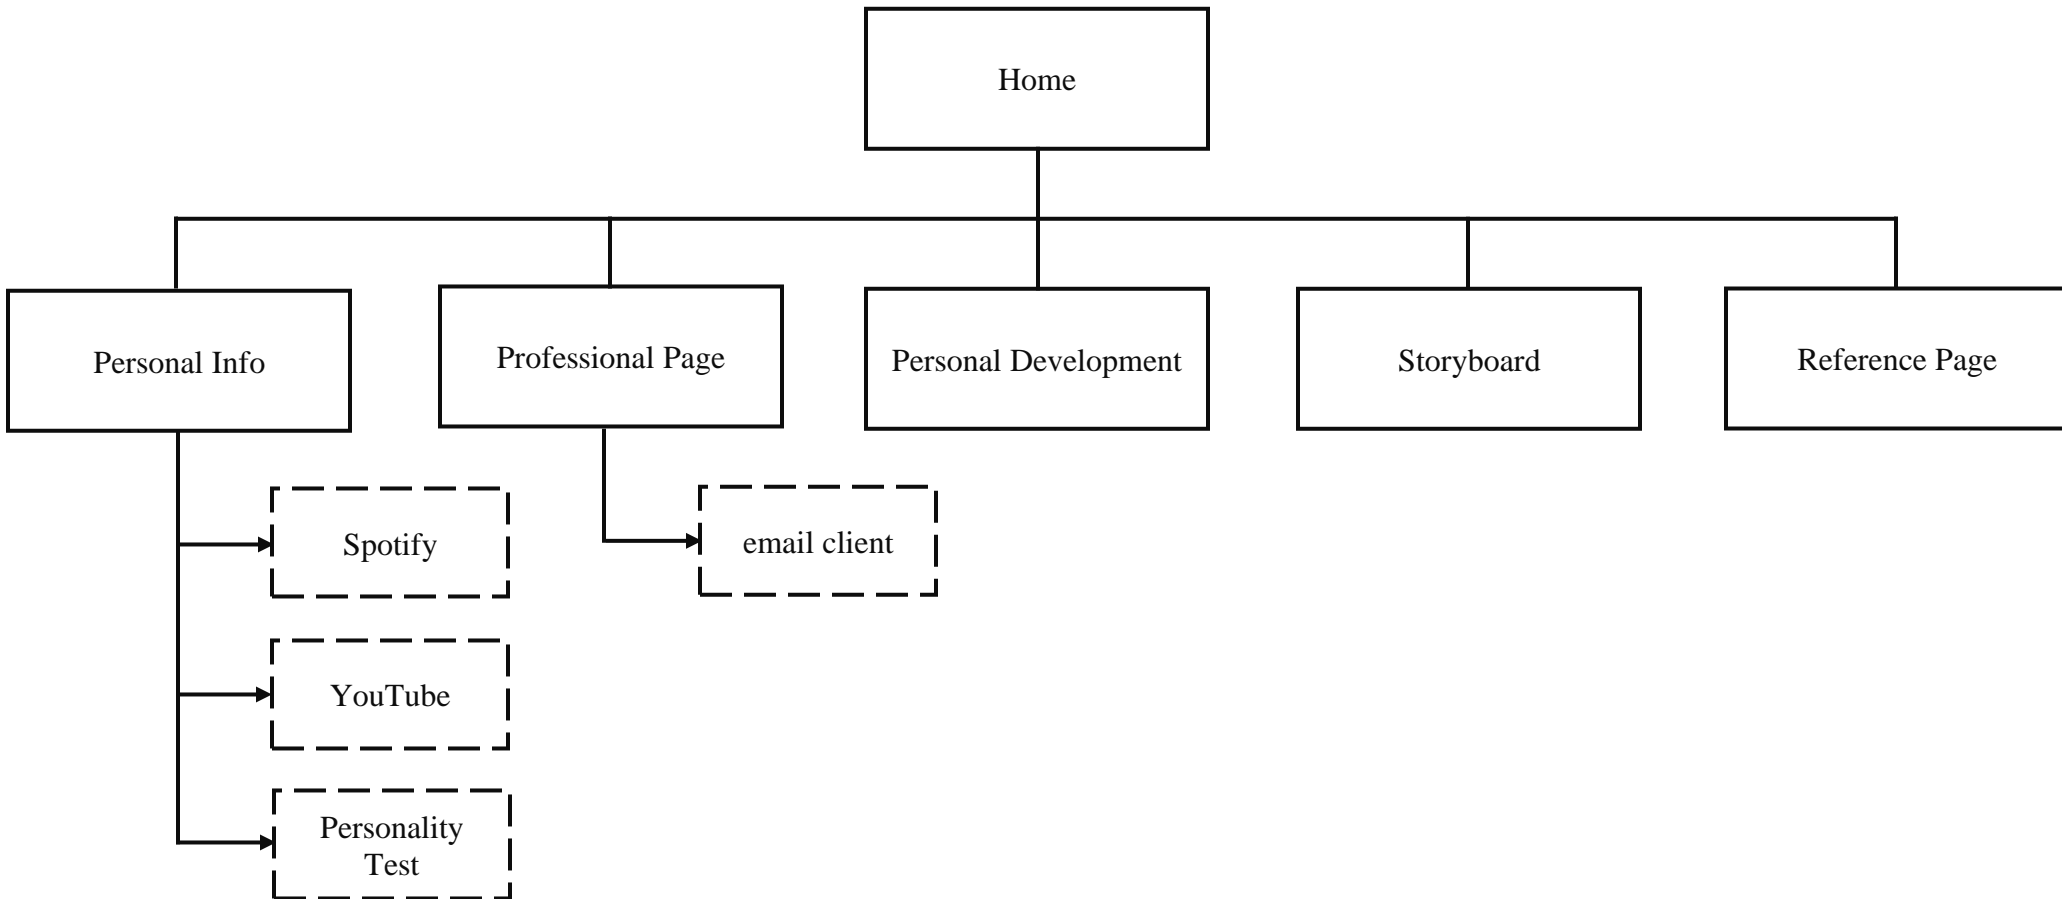 Home
Personal Info
Professional Page
Personal Development
Storyboard
Reference Page
Spotify
email client
YouTube
Personality
Test